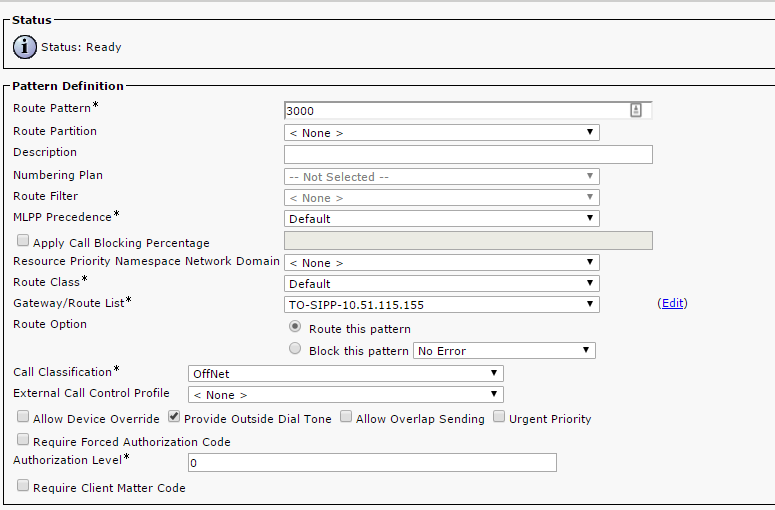 Status
i Status: Ready
Pattern Definition
Route Pattern* 3000
Route Partition < None >
Description
Numbering Plan -- Not Selected --
Route Filter < None >
MLPP Precedence* Default
Apply Call Blocking Percentage
Resource Priority Namespace Network Domain < None >
Route Class* Default
Gateway/Route List* TO-SIPP-10.51.115.155 (Edit)
Route Option Route this pattern
Block this pattern No Error
Call Classification* OffNet
External Call Control Profile < None >
Allow Device Override Provide Outside Dial Tone Allow Overlap Sending Urgent Priority
Require Forced Authorization Code
Authorization Level* 0
Require Client Matter Code